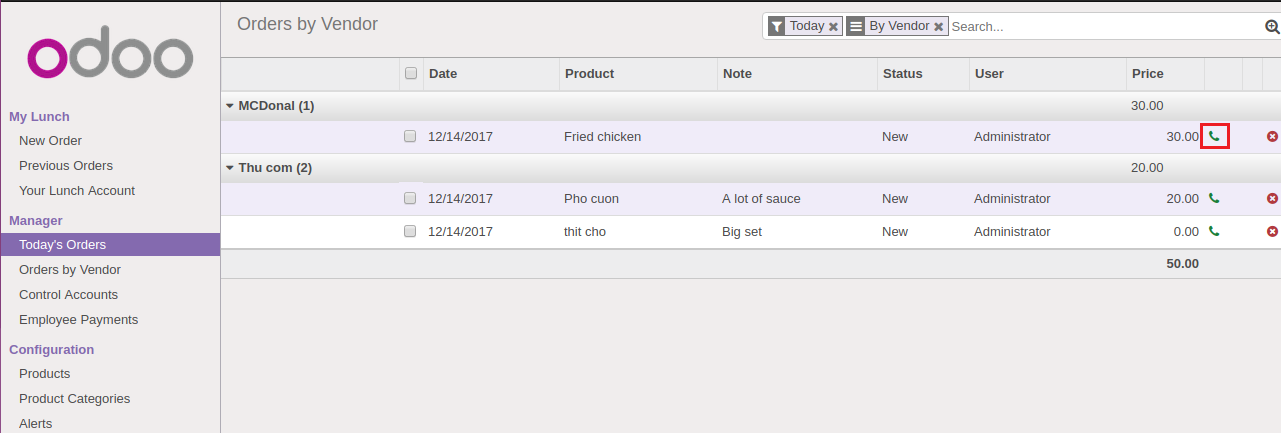 odoo
My Lunch
New Order
Previous Orders
Your Lunch Account
Manager
Today's Orders
Orders by Vendor
Control Accounts
Employee Payments
Configuration
Products
Product Categories
Alerts
Orders by Vendor
Today By Vendor Search...
Date Product Note Status User Price
MCDonal (1) 30.00
12/14/2017 Fried chicken New Administrator 30.00
Thu com (2) 20.00
12/14/2017 Pho cuon A lot of sauce New Administrator 20.00
12/14/2017 thit cho Big set New Administrator 0.00
50.00